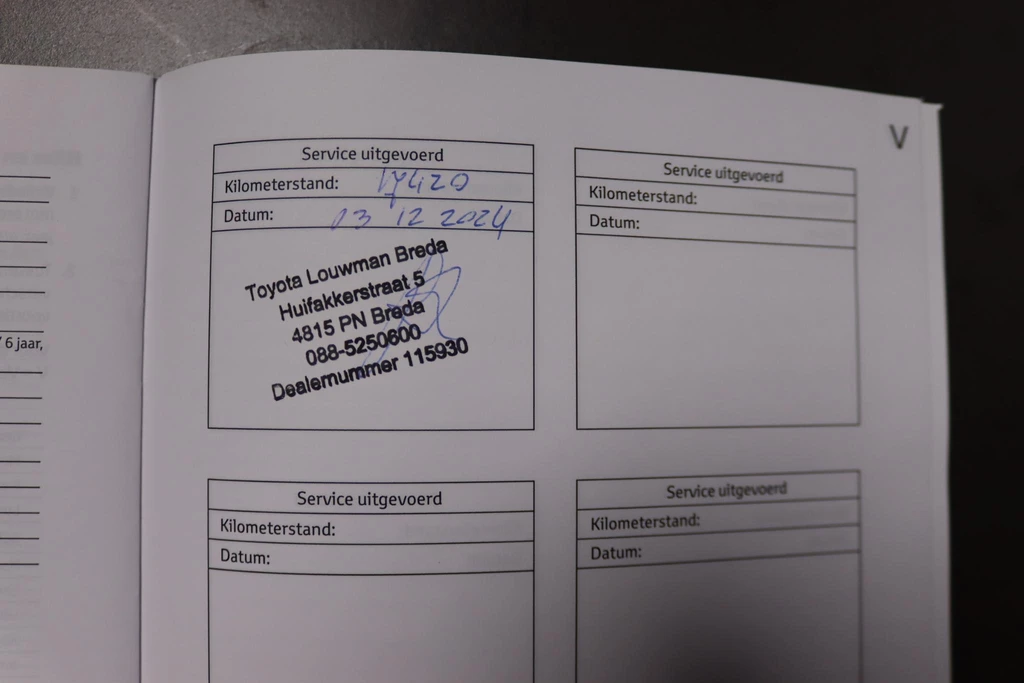 V
/ 6 jaar,
Service uitgevoerd
Kilometerstand: 17420
Datum: 03 12 2024
Toyota Louwman Breda
Huifakkerstraat 5
4815 PN Breda
088-5250600
Dealernummer 115930
Service uitgevoerd
Kilometerstand:
Datum:
Service uitgevoerd
Kilometerstand:
Datum:
Service uitgevoerd
Kilometerstand:
Datum: